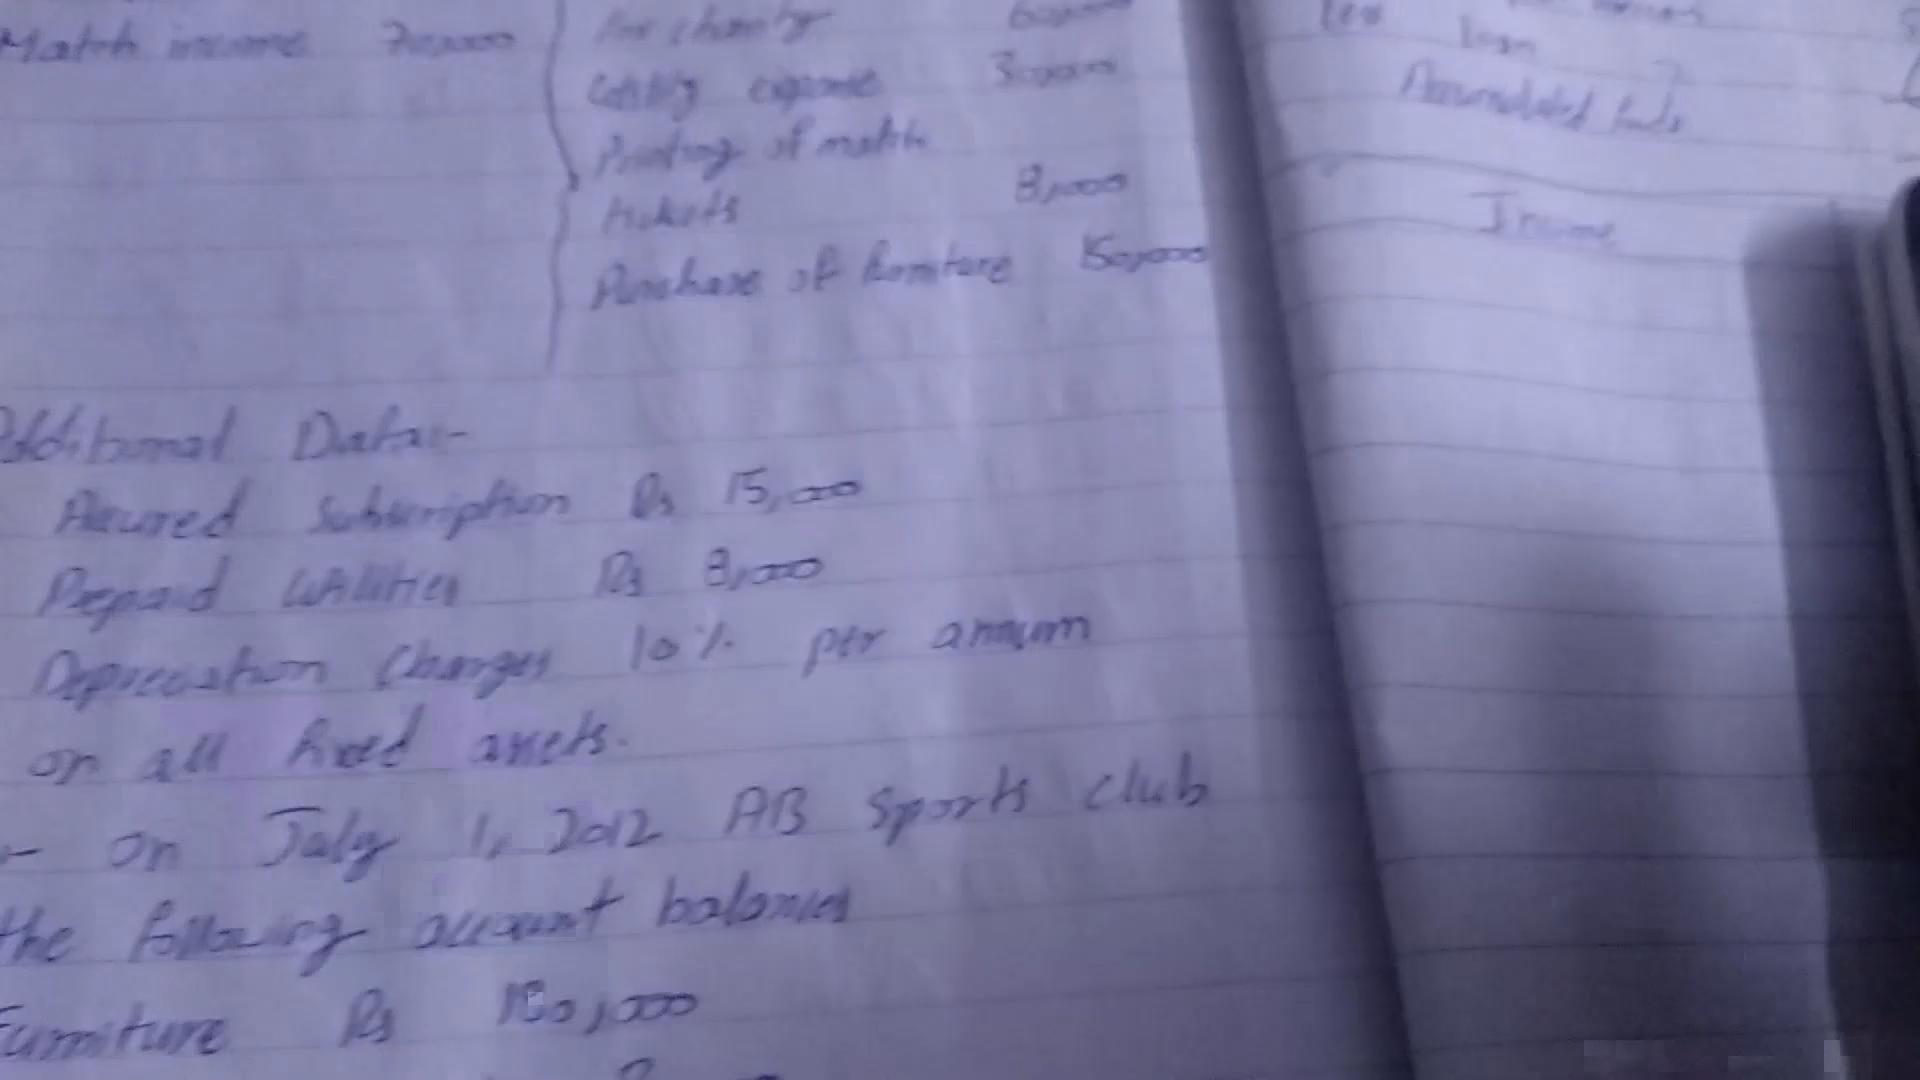 Match income 70,000
for charity 60,000
Utility expense 30,000
Printing of match
tickets 8,000
Purchase of furniture 150,000
Additional Data:-
Accrued Subscription Rs 15,000
Prepaid Utilities Rs 8,000
Depreciation Charges 10% per annum
on all fixed assets.
on July 1, 2012 AB Sports club
the following account balances
Furniture Rs
Less loan
Accumulated funds
Income